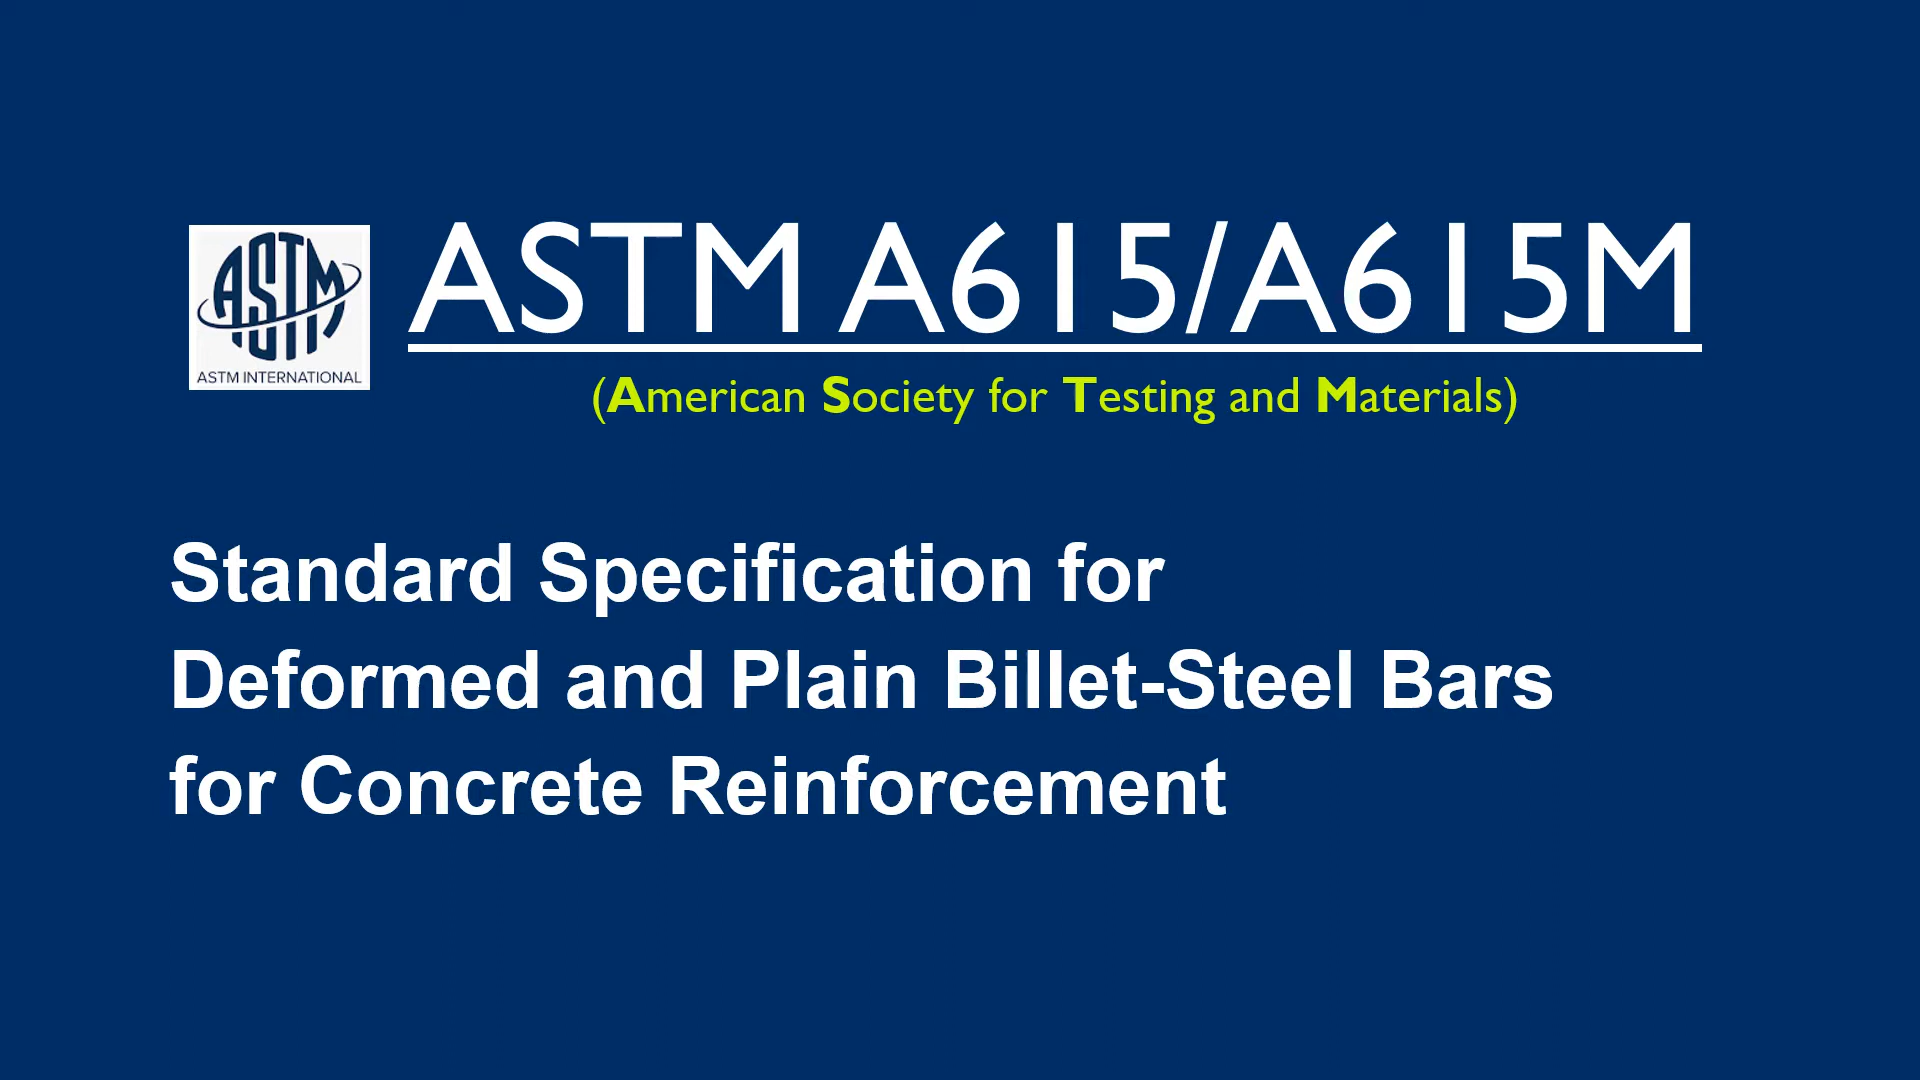 ASTM
ASTM INTERNATIONAL
ASTM A615/A615M
(American Society for Testing and Materials)
Standard Specification for
Deformed and Plain Billet-Steel Bars
for Concrete Reinforcement